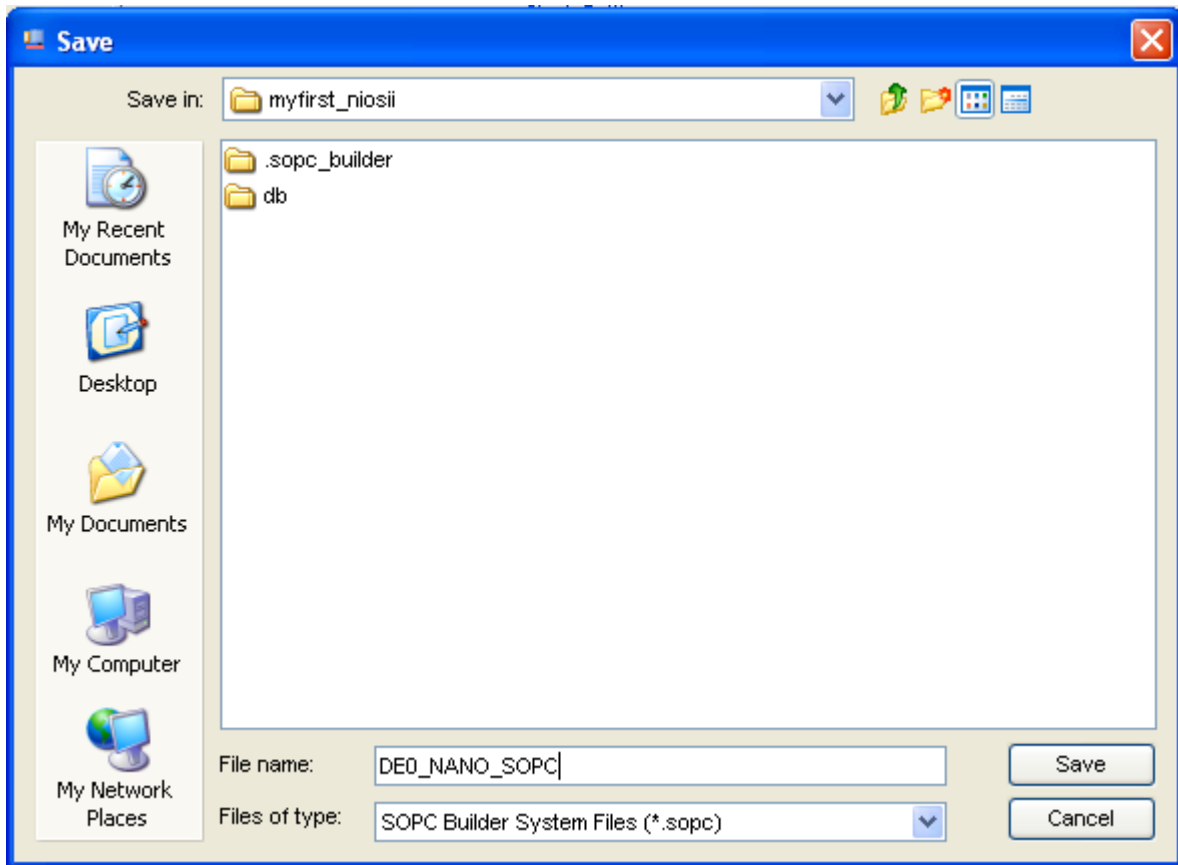 Save
Save in:
myfirst_niosii
.sopc_builder
db
My Recent
Documents
Desktop
My Documents
My Computer
My Network
Places
File name:
DE0_NANO_SOPC
Save
Files of type:
SOPC Builder System Files (*.sopc)
Cancel